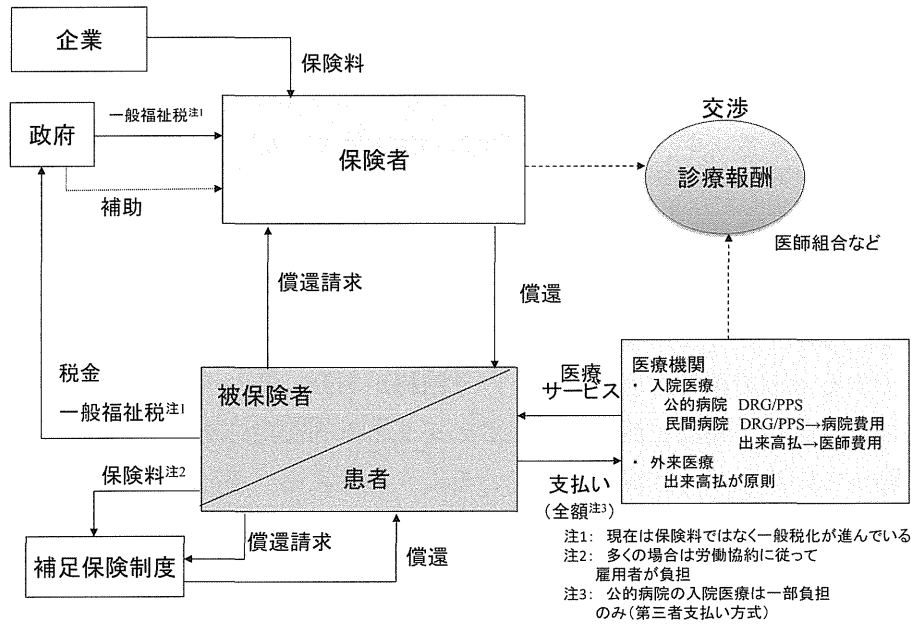 企業
保険料
政府
一般福祉税注1
補助
保険者
交渉
診療報酬
医師組合など
償還請求
償還
税金
一般福祉税注1
被保険者
患者
医療
サービス
支払い
(全額注3)
医療機関
・ 入院医療
公的病院 DRG/PPS
民間病院 DRG/PPS→病院費用
出来高払→医師費用
・ 外来医療
出来高払が原則
保険料注2
補足保険制度
償還請求
償還
注1: 現在は保険料ではなく一般税化が進んでいる
注2: 多くの場合は労働協約に従って
雇用者が負担
注3: 公的病院の入院医療は一部負担
のみ(第三者支払い方式)